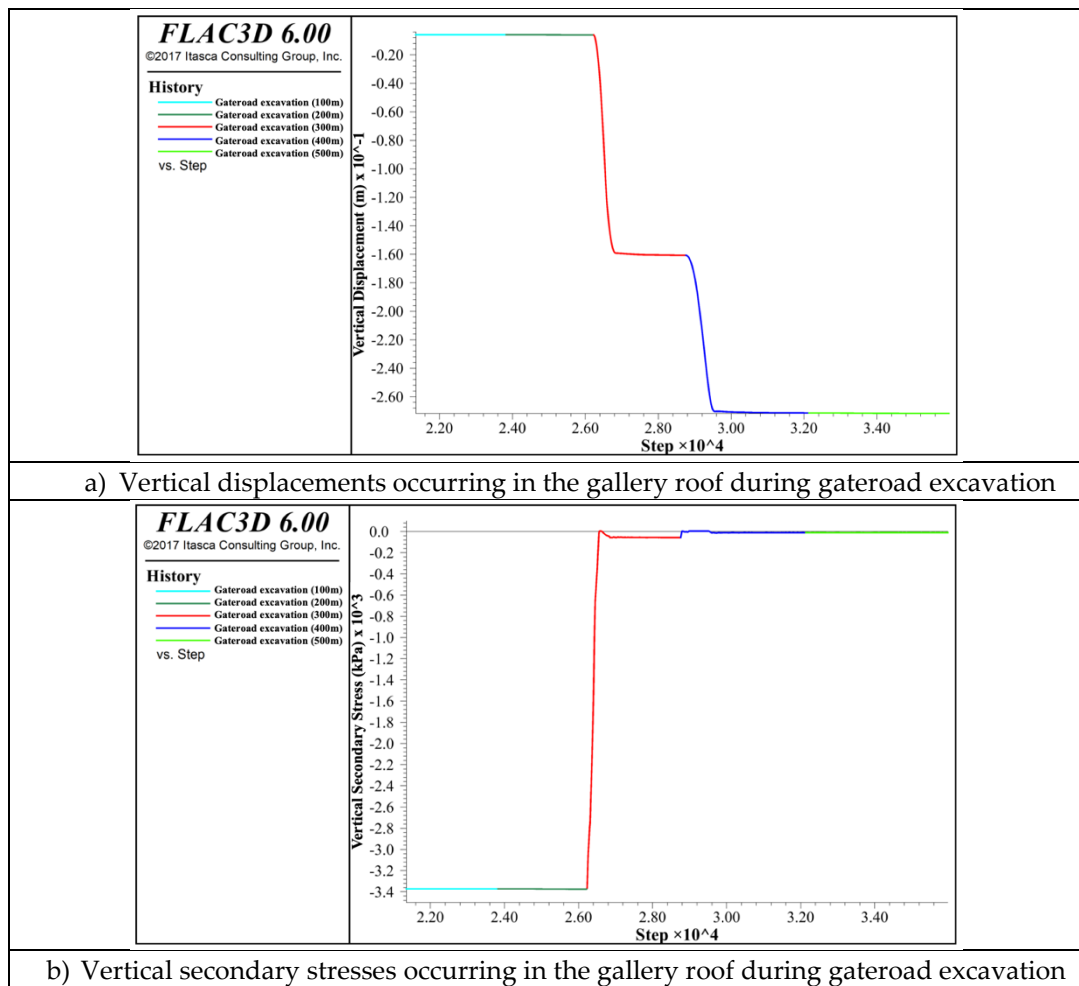 FLAC3D 6.00
©2017 Itasca Consulting Group, Inc.
History
Gateroad excavation (100m)
Gateroad excavation (200m)
Gateroad excavation (300m)
Gateroad excavation (400m)
Gateroad excavation (500m)
vs. Step
Vertical Displacement (m) x 10^-1
-0.20
-0.40
-0.60
-0.80
-1.00
-1.20
-1.40
-1.60
-1.80
-2.00
-2.20
-2.40
-2.60
2.20 2.40 2.60 2.80 3.00 3.20 3.40
Step ×10^4
a) Vertical displacements occurring in the gallery roof during gateroad excavation
FLAC3D 6.00
©2017 Itasca Consulting Group, Inc.
History
Gateroad excavation (100m)
Gateroad excavation (200m)
Gateroad excavation (300m)
Gateroad excavation (400m)
Gateroad excavation (500m)
vs. Step
Vertical Secondary Stress (kPa) x 10^3
0.0
-0.2
-0.4
-0.6
-0.8
-1.0
-1.2
-1.4
-1.6
-1.8
-2.0
-2.2
-2.4
-2.6
-2.8
-3.0
-3.2
-3.4
2.20 2.40 2.60 2.80 3.00 3.20 3.40
Step ×10^4
b) Vertical secondary stresses occurring in the gallery roof during gateroad excavation